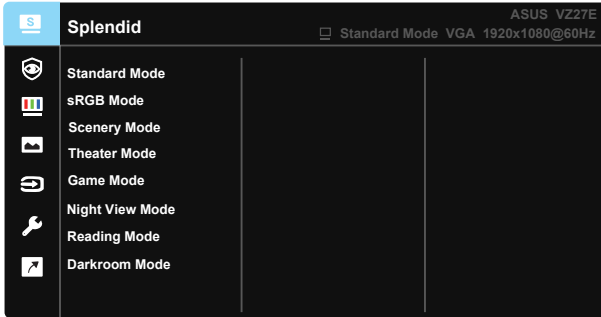 S
Splendid
ASUS VZ27E
Standard Mode VGA 1920x1080@60Hz
Standard Mode
sRGB Mode
Scenery Mode
Theater Mode
Game Mode
Night View Mode
Reading Mode
Darkroom Mode